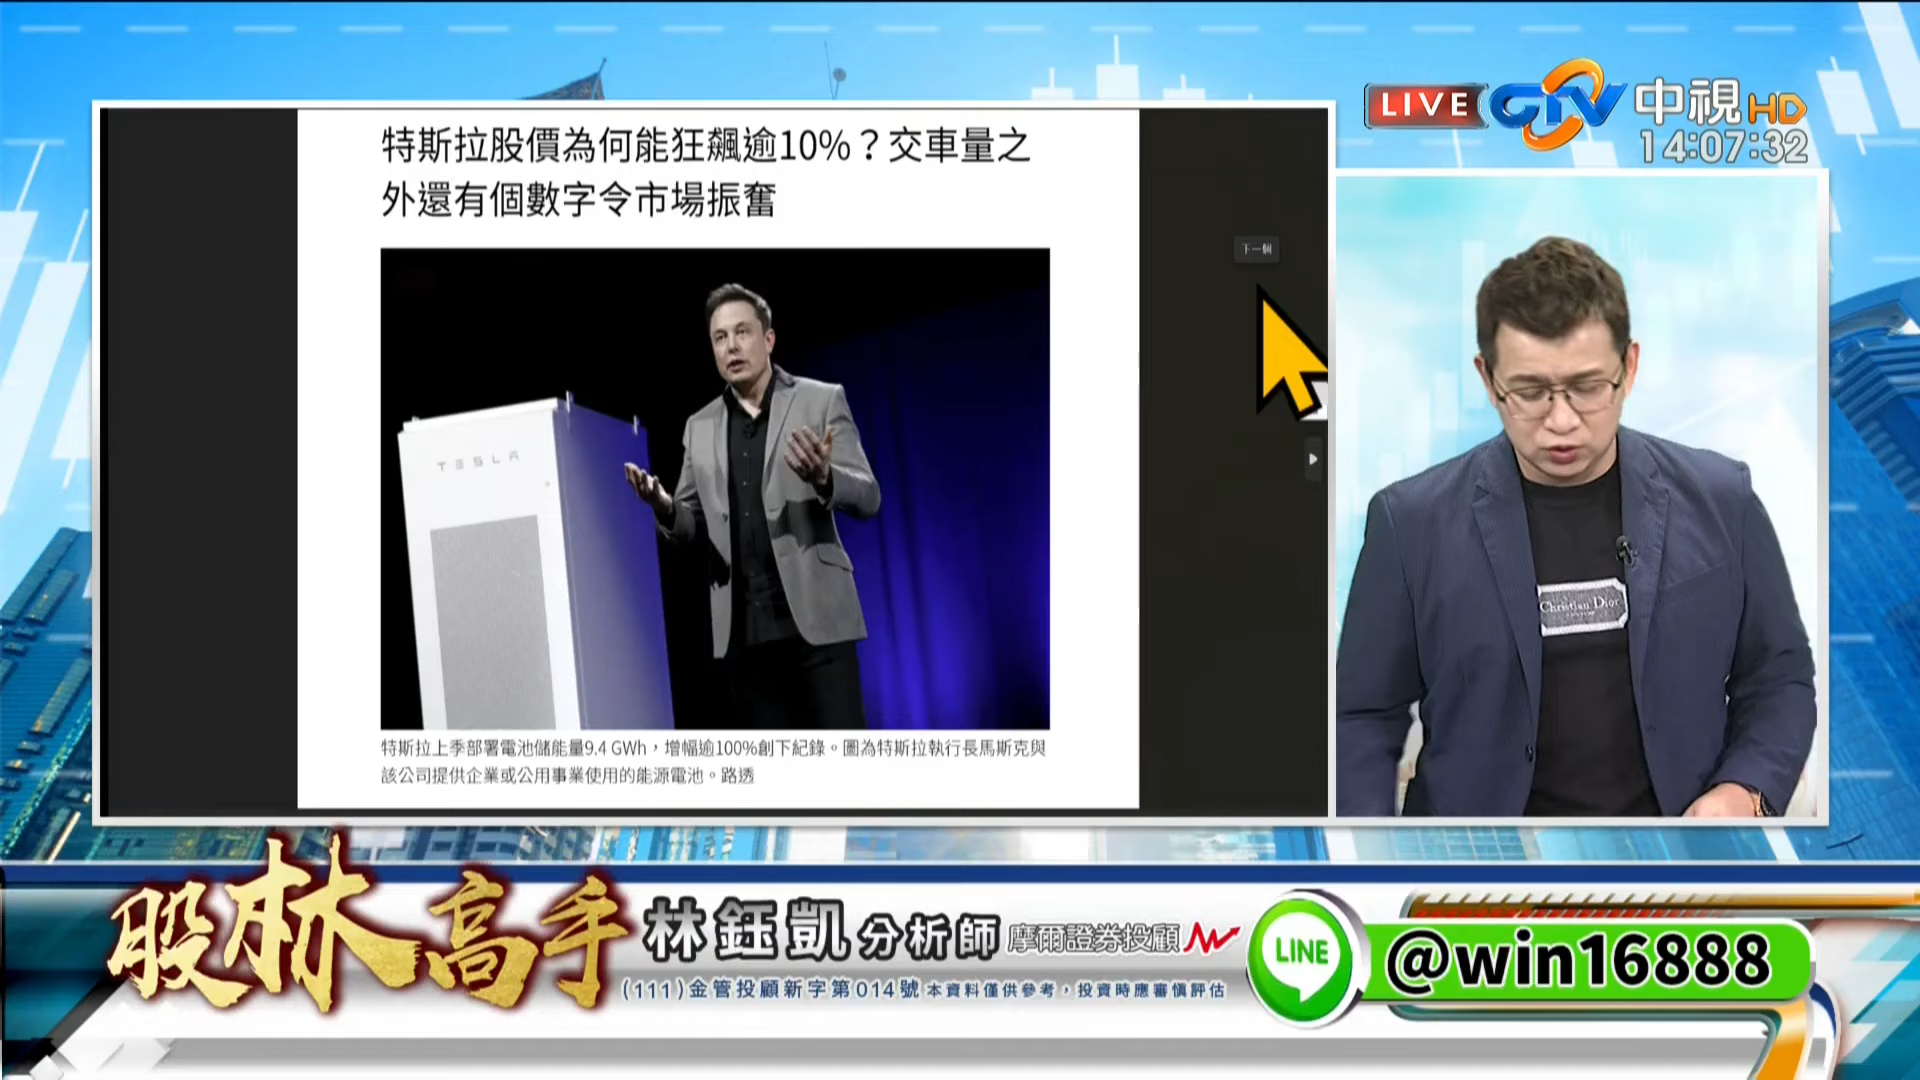 特斯拉股價為何能狂飆逾10%？交車量之
外還有個數字令市場振奮
LIVE CTV 中視 HD
14:07:32
下一個
TESLA
Christian Dior
特斯拉上季部署電池儲能量9.4 GWh，增幅逾100%創下紀錄。圖為特斯拉執行長馬斯克與
該公司提供企業或公用事業使用的能源電池。路透
股林高手
林鈺凱 分析師 摩爾證券投顧
(111)金管投顧新字第014號 本資料僅供參考，投資時應審慎評估
LINE
@win16888